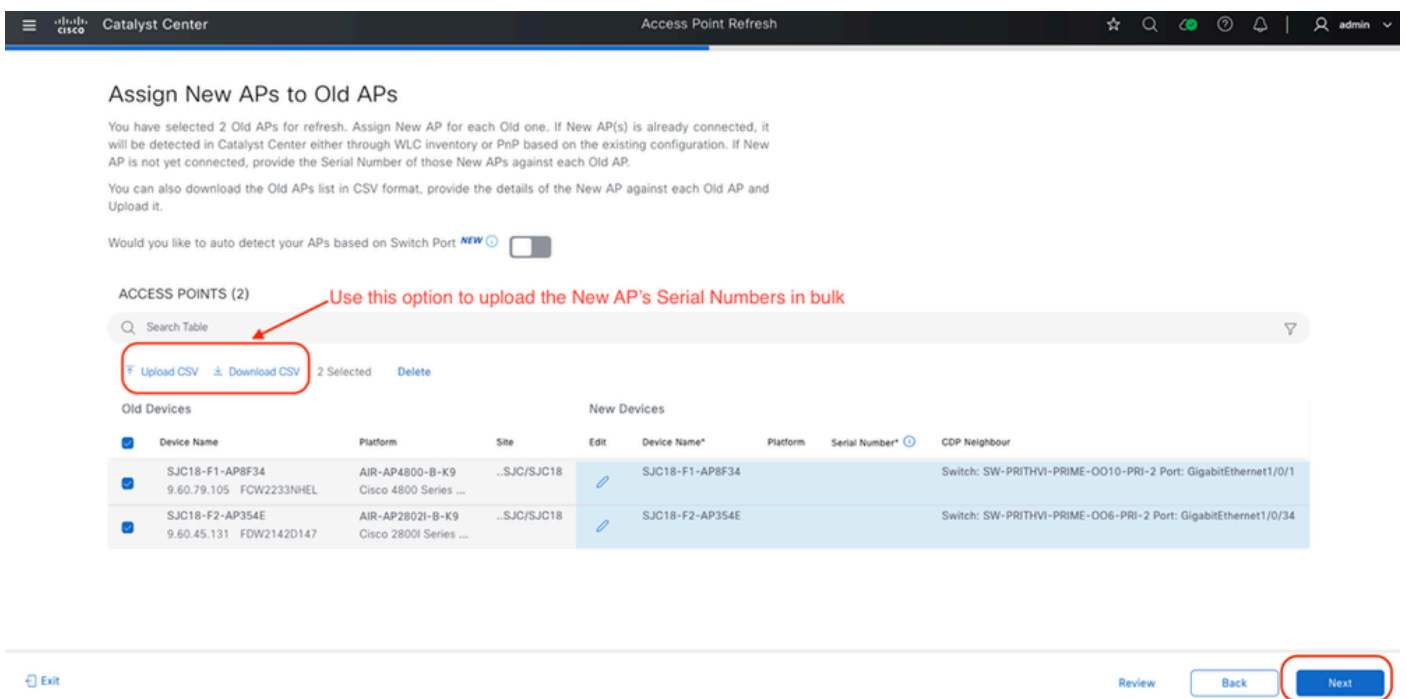 CISCO Catalyst Center Access Point Refresh admin
Assign New APs to Old APs
You have selected 2 Old APs for refresh. Assign New AP for each Old one. If New AP(s) is already connected, it
will be detected in Catalyst Center either through WLC inventory or PnP based on the existing configuration. If New
AP is not yet connected, provide the Serial Number of those New APs against each Old AP.
You can also download the Old APs list in CSV format, provide the details of the New AP against each Old AP and
Upload it.
Would you like to auto detect your APs based on Switch Port NEW
ACCESS POINTS (2)
Use this option to upload the New AP's Serial Numbers in bulk
Search Table
Upload CSV Download CSV 2 Selected Delete
Old Devices New Devices
Device Name Platform Site Edit Device Name* Platform Serial Number* CDP Neighbour
SJC18-F1-AP8F34 AIR-AP4800-B-K9 ..SJC/SJC18 SJC18-F1-AP8F34 Switch: SW-PRITHVI-PRIME-OO10-PRI-2 Port: GigabitEthernet1/0/1
9.60.79.105 FCW2233NHEL Cisco 4800 Series ...
SJC18-F2-AP354E AIR-AP2802I-B-K9 ..SJC/SJC18 SJC18-F2-AP354E Switch: SW-PRITHVI-PRIME-OO6-PRI-2 Port: GigabitEthernet1/0/34
9.60.45.131 FDW2142D147 Cisco 2800I Series ...
Exit Review Back Next